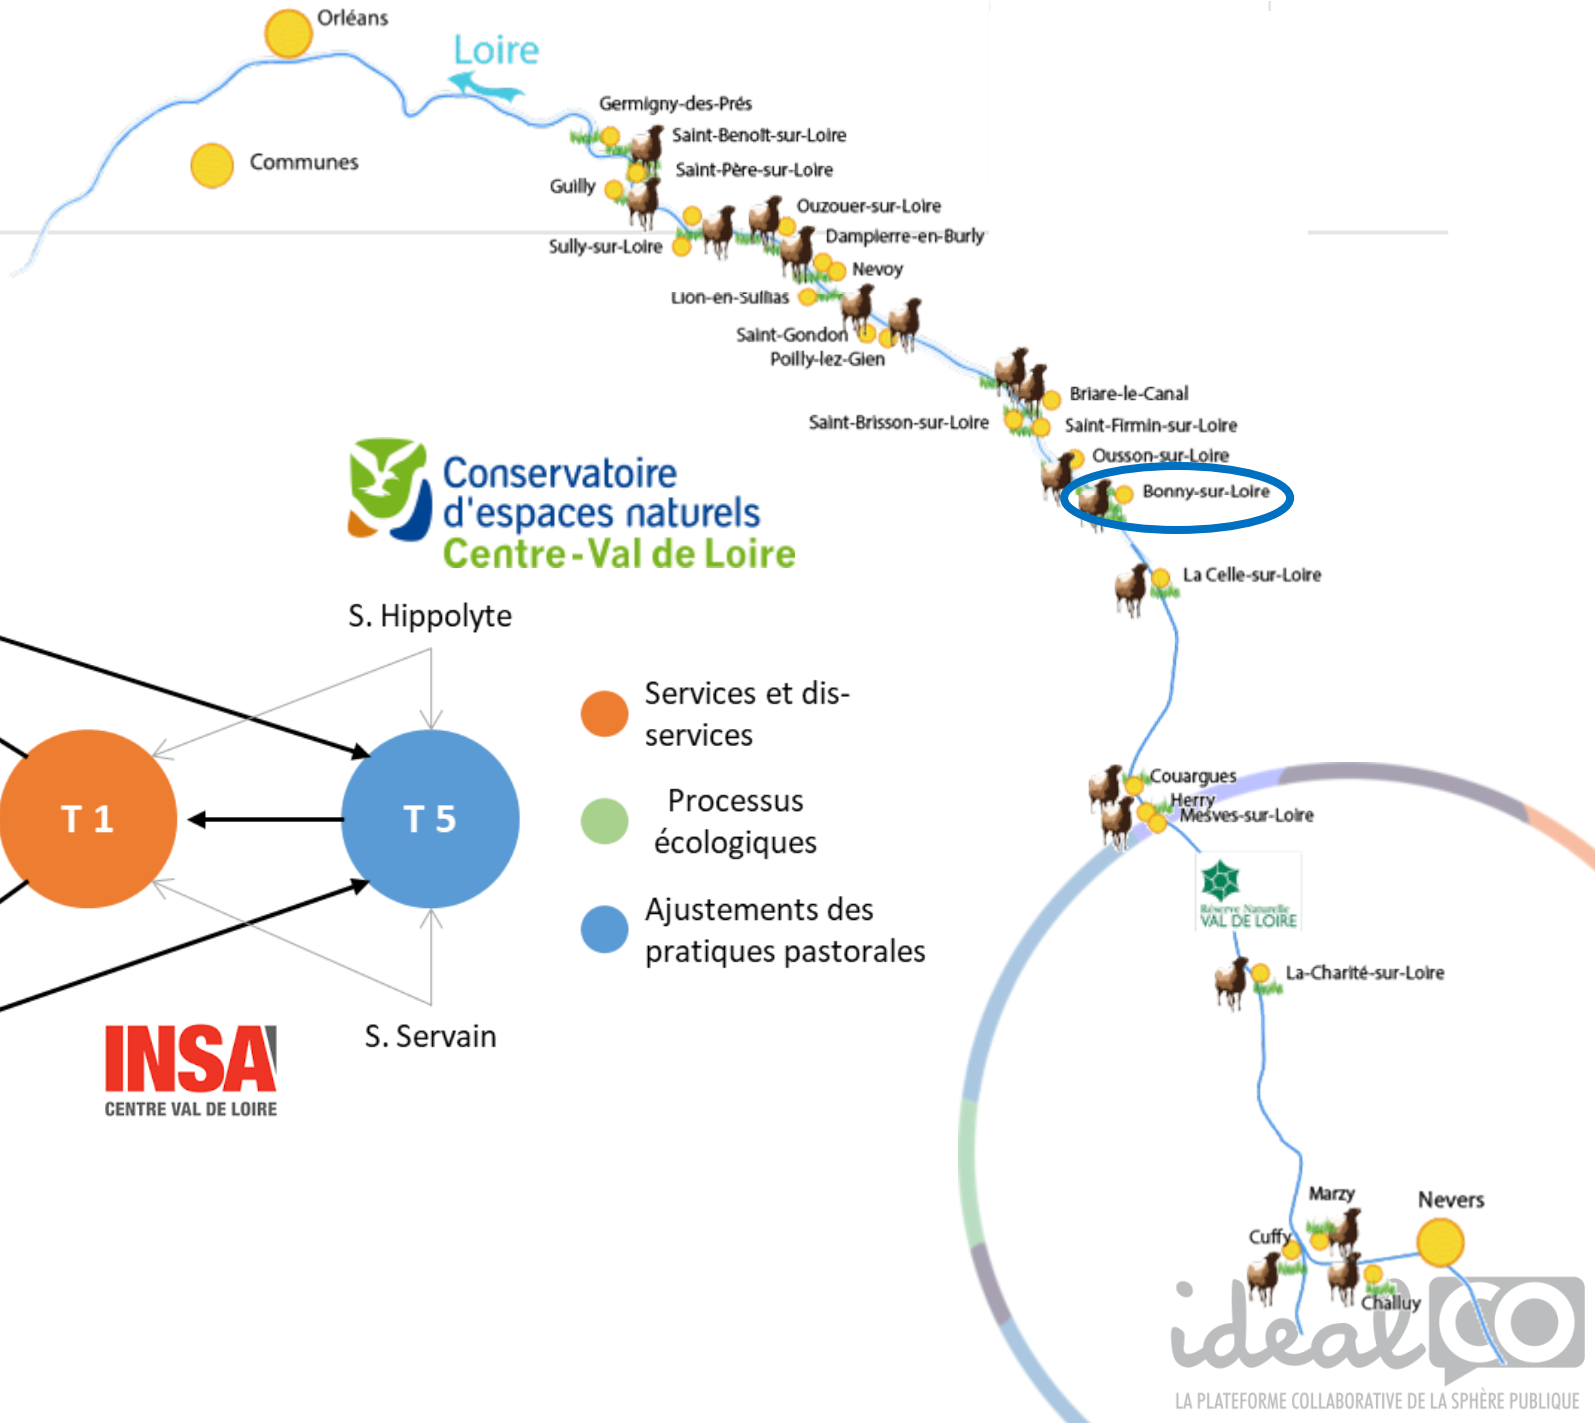 Orléans
Loire
Communes
Germigny-des-Prés
Saint-Benoît-sur-Loire
Saint-Père-sur-Loire
Guilly
Ouzouer-sur-Loire
Sully-sur-Loire
Dampierre-en-Burly
Nevoy
Lion-en-Sullias
Saint-Gondon
Poilly-lez-Gien
Briare-le-Canal
Saint-Brisson-sur-Loire
Saint-Firmin-sur-Loire
Ousson-sur-Loire
Bonny-sur-Loire
La Celle-sur-Loire
Conservatoire
d'espaces naturels
Centre-Val de Loire
S. Hippolyte
T 1
T 5
S. Servain
Services et dis-
services
Processus
écologiques
Ajustements des
pratiques pastorales
INSA
CENTRE VAL DE LOIRE
Couargues
Herry
Mesves-sur-Loire
Réserve Naturelle
VAL DE LOIRE
La-Charité-sur-Loire
Marzy
Nevers
Cuffy
Challuy
idealCO
LA PLATEFORME COLLABORATIVE DE LA SPHÈRE PUBLIQUE